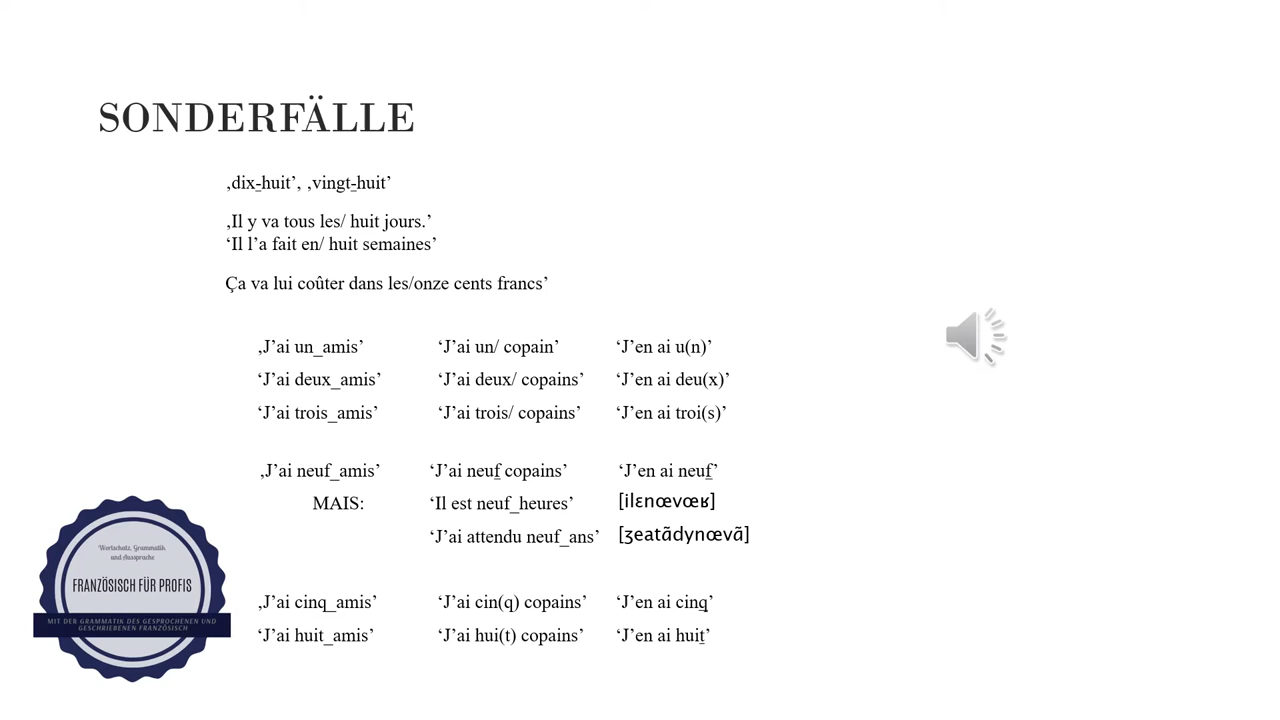 SONDERFÄLLE
‚dix-huit’, ‚vingt-huit’
‚Il y va tous les/ huit jours.’
‘Il l’a fait en/ huit semaines’
Ça va lui coûter dans les/onze cents francs’
‚J’ai un_amis’ ‘J’ai un/ copain’ ‘J’en ai u(n)’
‘J’ai deux_amis’ ‘J’ai deux/ copains’ ‘J’en ai deu(x)’
‘J’ai trois_amis’ ‘J’ai trois/ copains’ ‘J’en ai troi(s)’
‚J’ai neuf_amis’ ‘J’ai neuf copains’ ‘J’en ai neuf’
MAIS: ‘Il est neuf_heures’ [ilɛnœvœʁ]
‘J’ai attendu neuf_ans’ [ʒeatãdynœvã]
‚J’ai cinq_amis’ ‘J’ai cin(q) copains’ ‘J’en ai cinq’
‘J’ai huit_amis’ ‘J’ai hui(t) copains’ ‘J’en ai huit’
Wortschatz, Grammatik
und Aussprache
FRANZÖSISCH FÜR PROFIS
MIT DER GRAMMATIK DES GESPROCHENEN UND
GESCHRIEBENEN FRANZÖSISCH